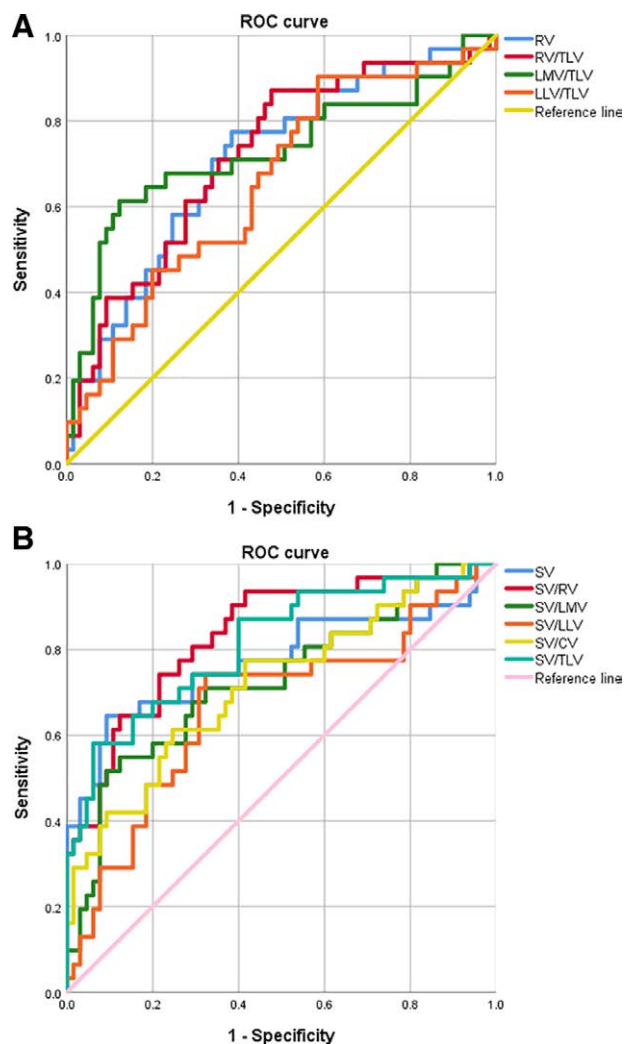 A
ROC curve
1.0
0.8
0.6
0.4
0.2
0.0
0.0 0.2 0.4 0.6 0.8 1.0
Sensitivity
1 - Specificity
RV
RV/TLV
LMV/TLV
LLV/TLV
Reference line
B
ROC curve
1.0
0.8
0.6
0.4
0.2
0.0
0.0 0.2 0.4 0.6 0.8 1.0
Sensitivity
1 - Specificity
SV
SV/RV
SV/LMV
SV/LLV
SV/CV
SV/TLV
Reference line